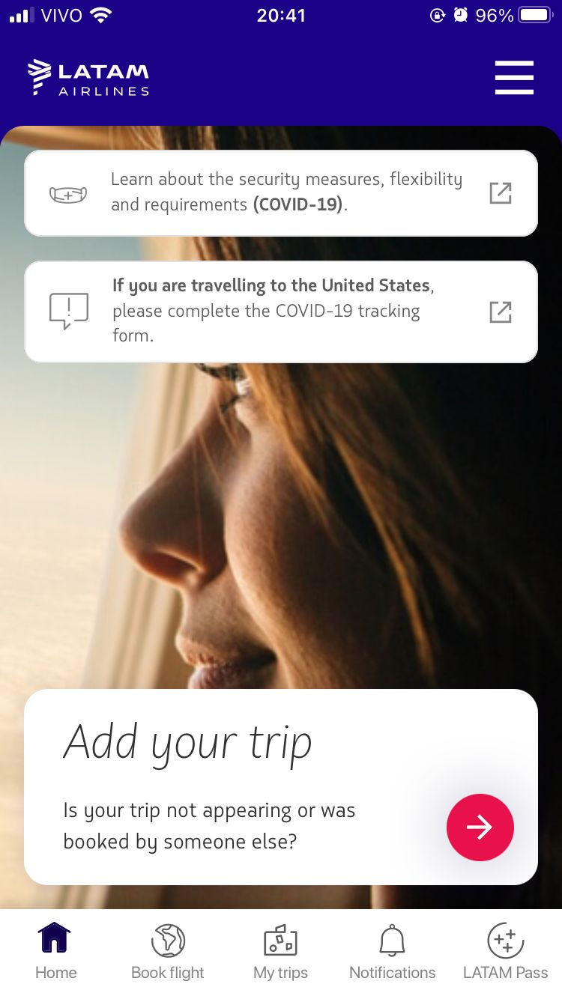 VIVO 20:41 96%
LATAM
AIRLINES
Learn about the security measures, flexibility
and requirements (COVID-19).
If you are travelling to the United States,
please complete the COVID-19 tracking
form.
Add your trip
Is your trip not appearing or was
booked by someone else?
Home Book flight My trips Notifications LATAM Pass